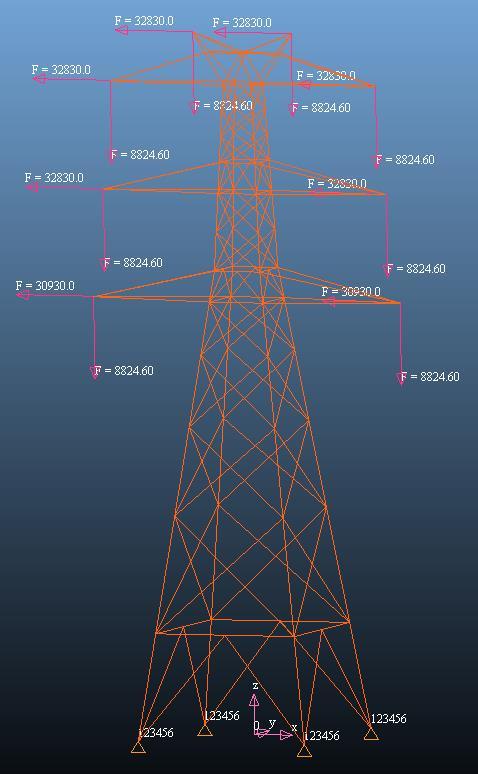 F = 32830.0
F = 32830.0
F = 32830.0
F = 32830.0
F = 8824.60
F = 8824.60
F = 8824.60
F = 8824.60
F = 32830.0
F = 32830.0
F = 8824.60
F = 8824.60
F = 30930.0
F = 30930.0
F = 8824.60
F = 8824.60
z
y
x
123456
123456
123456
123456